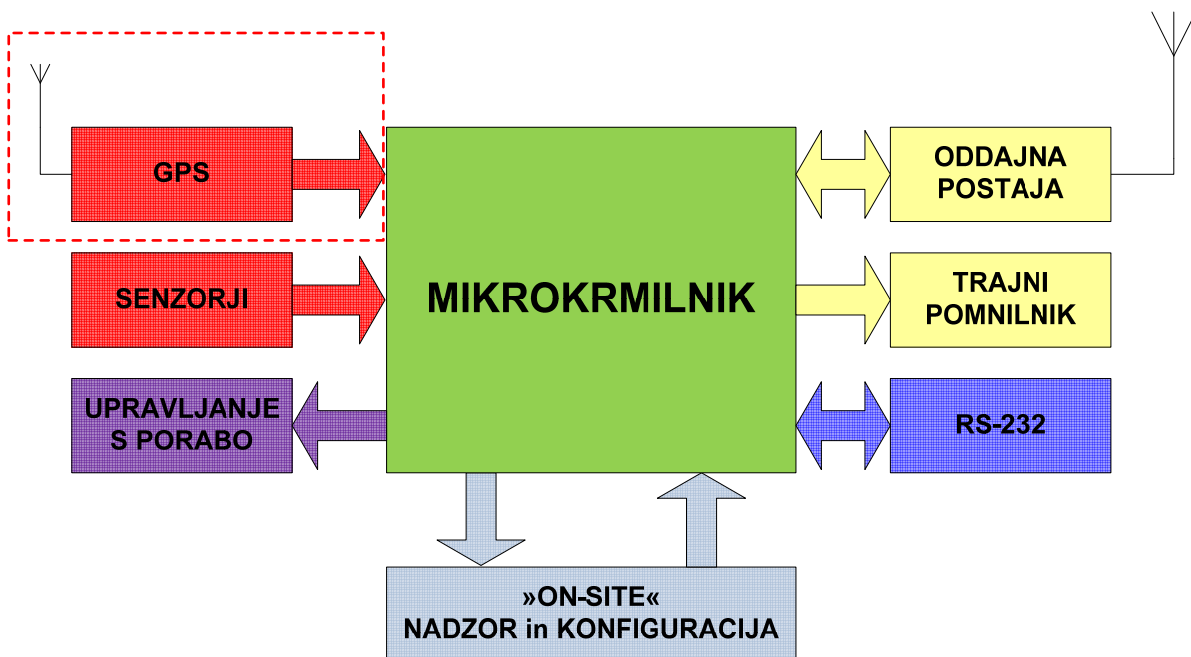 GPS
SENZORJI
UPRAVLJANJE
S PORABO
MIKROKRMILNIK
ODDAJNA
POSTAJA
TRAJNI
POMNILNIK
RS-232
»ON-SITE«
NADZOR in KONFIGURACIJA